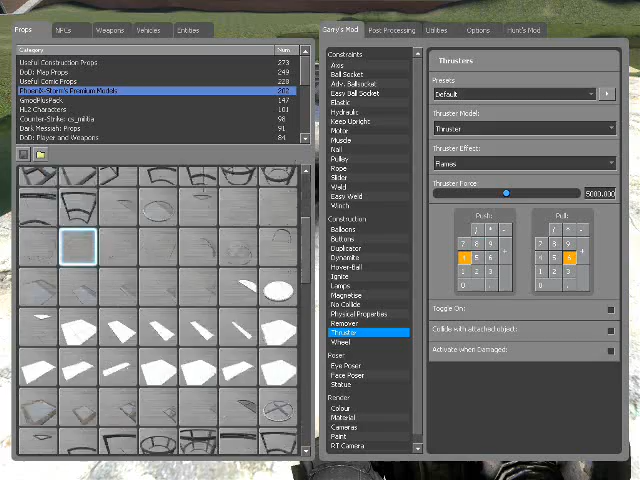 Props NPCs Weapons Vehicles Entities
Category Num
Useful Construction Props 273
DoD: Map Props 249
Useful Comic Props 228
PhoeniX-Storm's Premium Models 202
GmodPlusPack 147
HL2 Characters 101
Counter-Strike: cs_militia 98
Dark Messiah: Props 91
DoD: Player and Weapons 84
Garry's Mod Post Processing Utilities Options Hunt's Mod
Constraints
Axis
Ball Socket
Adv. Ballsocket
Easy Ball Socket
Elastic
Hydraulic
Keep Upright
Motor
Muscle
Nail
Pulley
Rope
Slider
Weld
Easy Weld
Winch
Construction
Balloons
Buttons
Duplicator
Dynamite
Hover-Ball
Ignite
Lamps
Magnetise
No Collide
Physical Properties
Remover
Thruster
Wheel
Poser
Eye Poser
Face Poser
Statue
Render
Colour
Material
Cameras
Paint
RT Camera
Thrusters
Presets
Default
Thruster Model:
Thruster
Thruster Effect:
Flames
Thruster Force:
5000.000
Push: Pull:
/ * - / * -
7 8 9 7 8 9
4 5 6 + 4 5 6 +
1 2 3 1 2 3
0 . 0 .
Toggle On:
Collide with attached object:
Activate when Damaged: